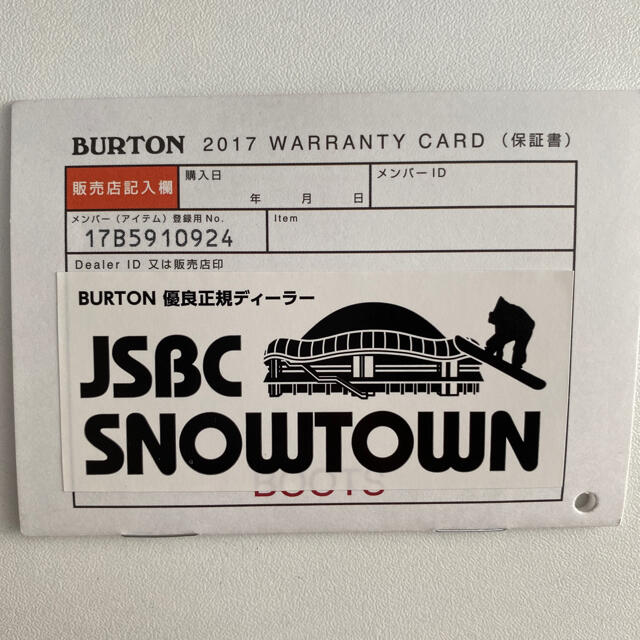 BURTON 2017 WARRANTY CARD（保証書）
販売店記入欄
購入日
年 月 日
メンバー ID
メンバー（アイテム）登録用 No.
17B5910924
Item
Dealer ID 又は販売店印
BURTON 優良正規ディーラー
JSBC
SNOWTOWN
BOOTS